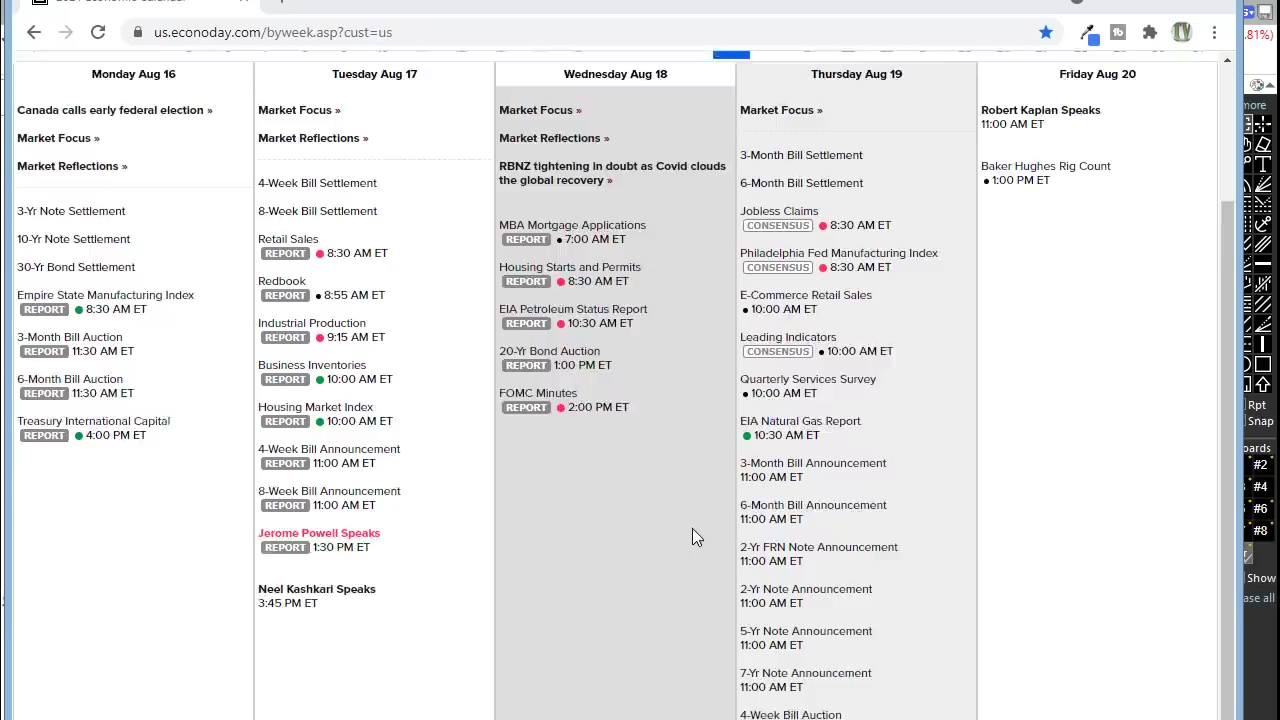 us.econoday.com/byweek.asp?cust=us
.81%)
Monday Aug 16
Canada calls early federal election »
Market Focus »
Market Reflections »
3-Yr Note Settlement
10-Yr Note Settlement
30-Yr Bond Settlement
Empire State Manufacturing Index
REPORT 8:30 AM ET
3-Month Bill Auction
REPORT 11:30 AM ET
6-Month Bill Auction
REPORT 11:30 AM ET
Treasury International Capital
REPORT 4:00 PM ET
Tuesday Aug 17
Market Focus »
Market Reflections »
4-Week Bill Settlement
8-Week Bill Settlement
Retail Sales
REPORT 8:30 AM ET
Redbook
REPORT 8:55 AM ET
Industrial Production
REPORT 9:15 AM ET
Business Inventories
REPORT 10:00 AM ET
Housing Market Index
REPORT 10:00 AM ET
4-Week Bill Announcement
REPORT 11:00 AM ET
8-Week Bill Announcement
REPORT 11:00 AM ET
Jerome Powell Speaks
REPORT 1:30 PM ET
Neel Kashkari Speaks
3:45 PM ET
Wednesday Aug 18
Market Focus »
Market Reflections »
RBNZ tightening in doubt as Covid clouds
the global recovery »
MBA Mortgage Applications
REPORT 7:00 AM ET
Housing Starts and Permits
REPORT 8:30 AM ET
EIA Petroleum Status Report
REPORT 10:30 AM ET
20-Yr Bond Auction
REPORT 1:00 PM ET
FOMC Minutes
REPORT 2:00 PM ET
Thursday Aug 19
Market Focus »
3-Month Bill Settlement
6-Month Bill Settlement
Jobless Claims
CONSENSUS 8:30 AM ET
Philadelphia Fed Manufacturing Index
CONSENSUS 8:30 AM ET
E-Commerce Retail Sales
10:00 AM ET
Leading Indicators
CONSENSUS 10:00 AM ET
Quarterly Services Survey
10:00 AM ET
EIA Natural Gas Report
10:30 AM ET
3-Month Bill Announcement
11:00 AM ET
6-Month Bill Announcement
11:00 AM ET
2-Yr FRN Note Announcement
11:00 AM ET
2-Yr Note Announcement
11:00 AM ET
5-Yr Note Announcement
11:00 AM ET
7-Yr Note Announcement
11:00 AM ET
4-Week Bill Auction
Friday Aug 20
Robert Kaplan Speaks
11:00 AM ET
Baker Hughes Rig Count
1:00 PM ET
more
Rpt
Snap
oards
#2
#4
#6
#8
Show
ase all